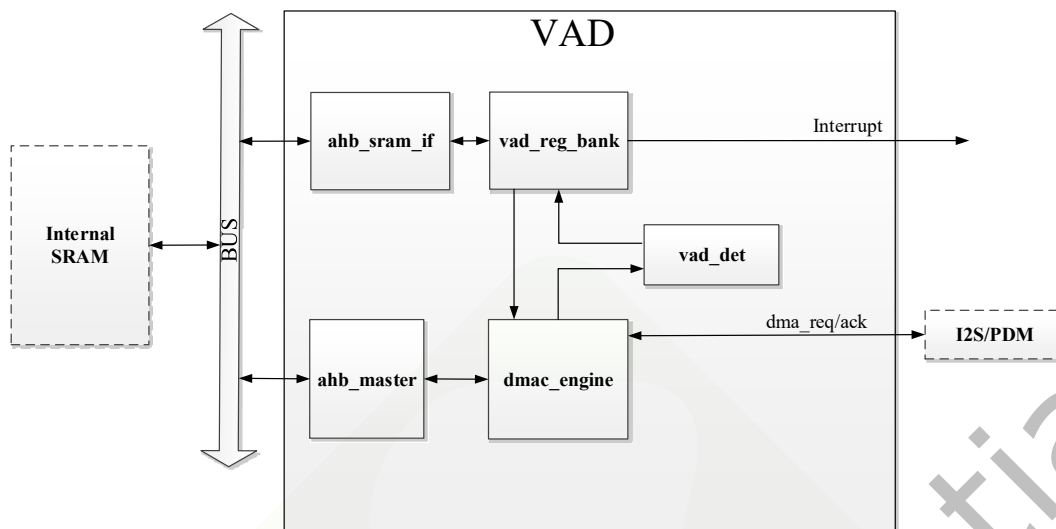 VAD
ahb_sram_if
vad_reg_bank
Interrupt
Internal
SRAM
BUS
vad_det
dma_req/ack
I2S/PDM
ahb_master
dmac_engine